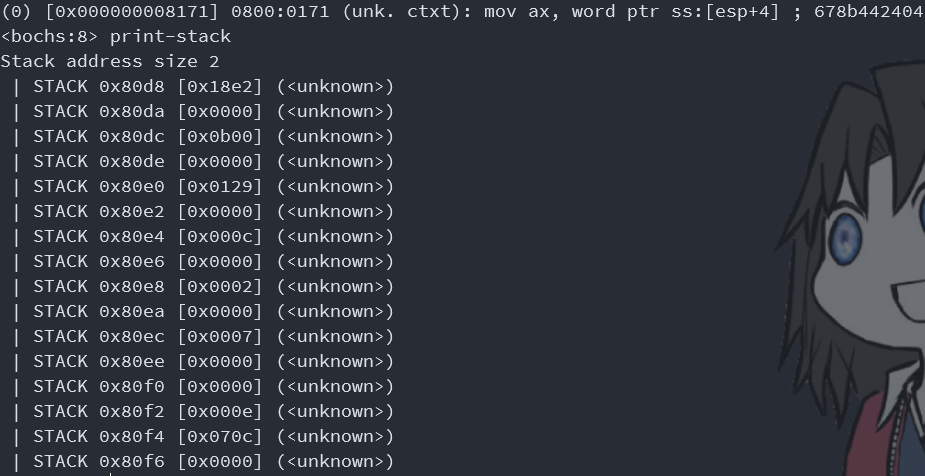 (0) [0x000000008171] 0800:0171 (unk. ctxt): mov ax, word ptr ss:[esp+4] ; 678b442404
<bochs:8> print-stack
Stack address size 2
| STACK 0x80d8 [0x18e2] (<unknown>)
| STACK 0x80da [0x0000] (<unknown>)
| STACK 0x80dc [0x0b00] (<unknown>)
| STACK 0x80de [0x0000] (<unknown>)
| STACK 0x80e0 [0x0129] (<unknown>)
| STACK 0x80e2 [0x0000] (<unknown>)
| STACK 0x80e4 [0x000c] (<unknown>)
| STACK 0x80e6 [0x0000] (<unknown>)
| STACK 0x80e8 [0x0002] (<unknown>)
| STACK 0x80ea [0x0000] (<unknown>)
| STACK 0x80ec [0x0007] (<unknown>)
| STACK 0x80ee [0x0000] (<unknown>)
| STACK 0x80f0 [0x0000] (<unknown>)
| STACK 0x80f2 [0x000e] (<unknown>)
| STACK 0x80f4 [0x070c] (<unknown>)
| STACK 0x80f6 [0x0000] (<unknown>)